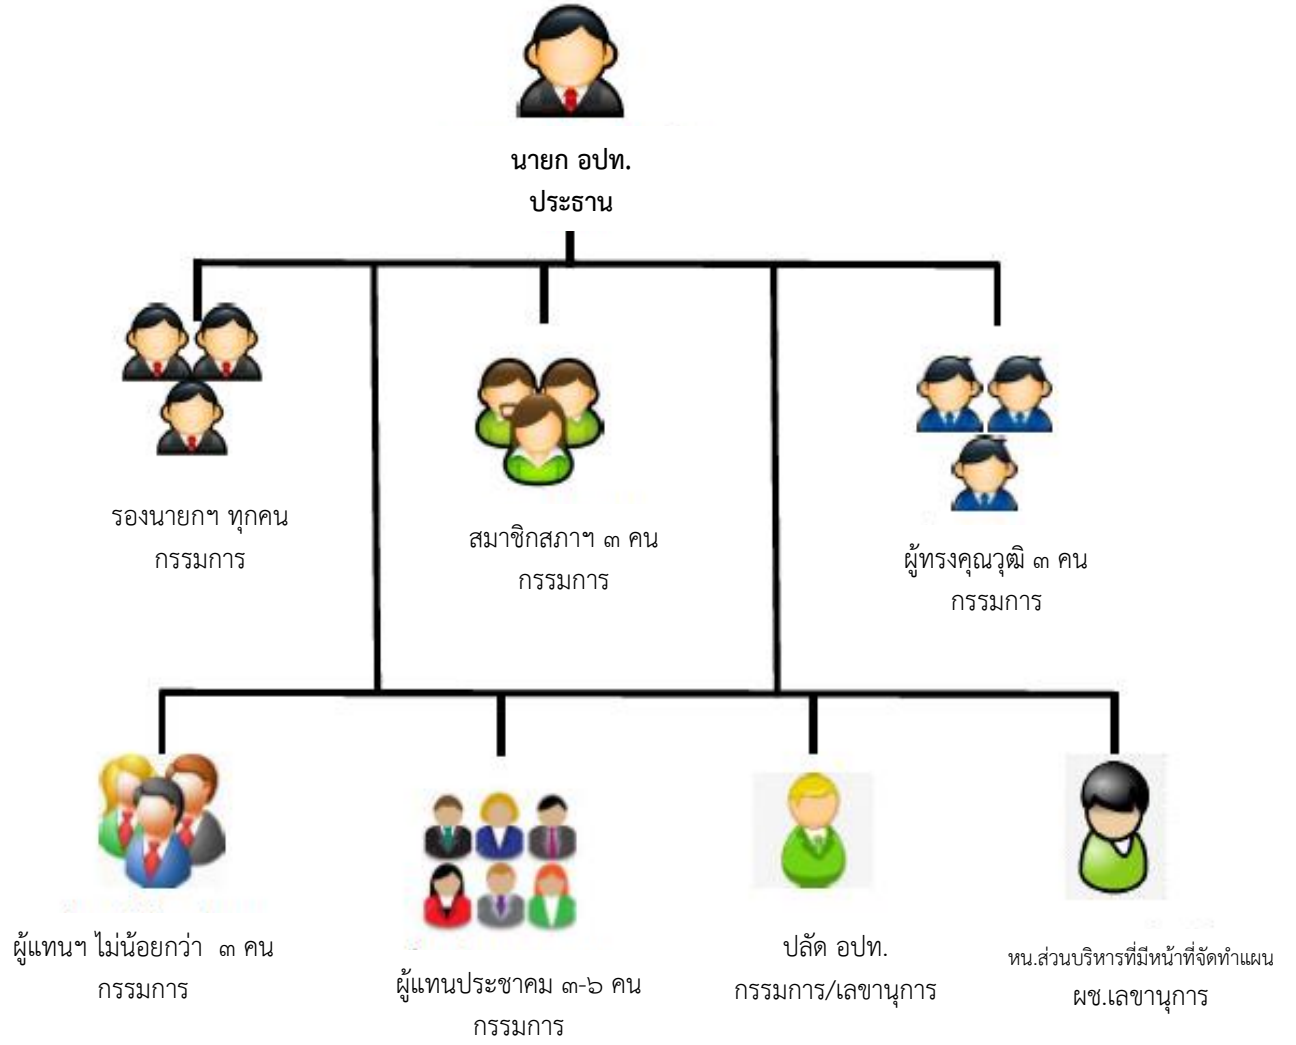 นายก อปท.
ประธาน
รองนายกฯ ทุกคน
กรรมการ
สมาชิกสภาฯ ๓ คน
กรรมการ
ผู้ทรงคุณวุฒิ ๓ คน
กรรมการ
ผู้แทนฯ ไม่น้อยกว่า ๓ คน
กรรมการ
ผู้แทนประชาคม ๓-๖ คน
กรรมการ
ปลัด อปท.
กรรมการ/เลขานุการ
หน.ส่วนบริหารที่มีหน้าที่จัดทำแผน
ผช.เลขานุการ